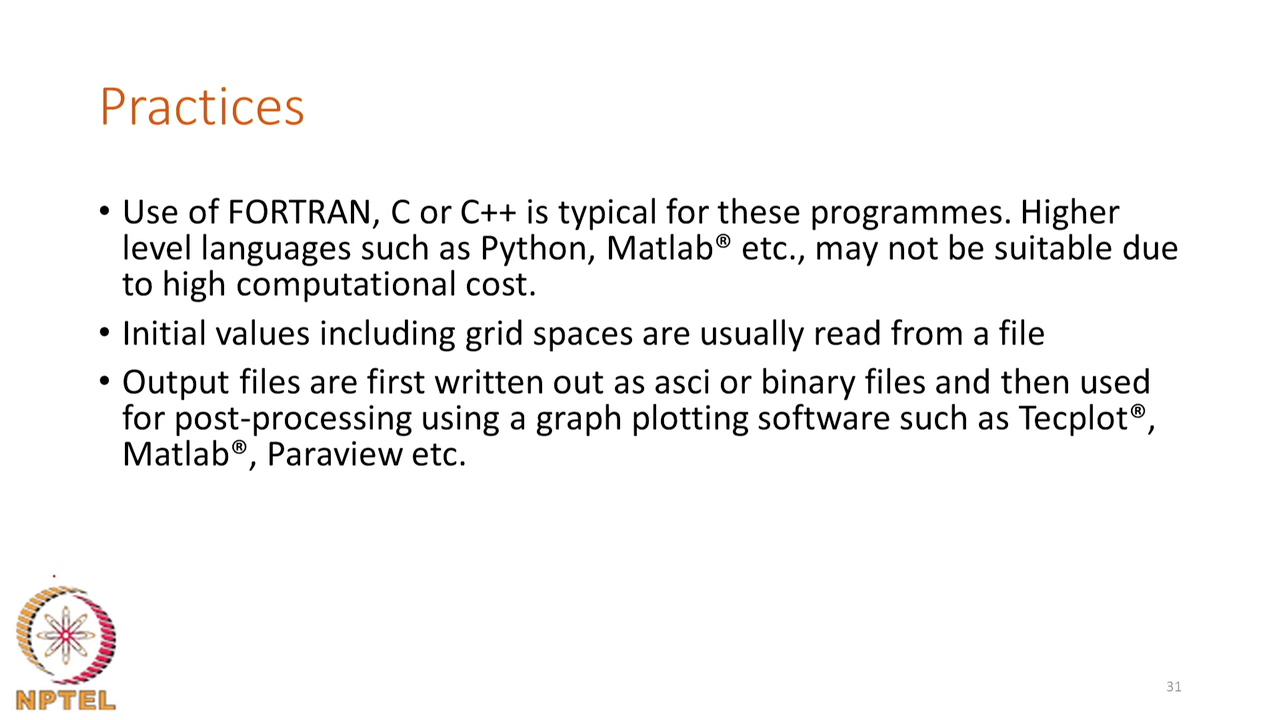 Practices
• Use of FORTRAN, C or C++ is typical for these programmes. Higher
level languages such as Python, Matlab® etc., may not be suitable due
to high computational cost.
• Initial values including grid spaces are usually read from a file
• Output files are first written out as asci or binary files and then used
for post-processing using a graph plotting software such as Tecplot®,
Matlab®, Paraview etc.
NPTEL
31